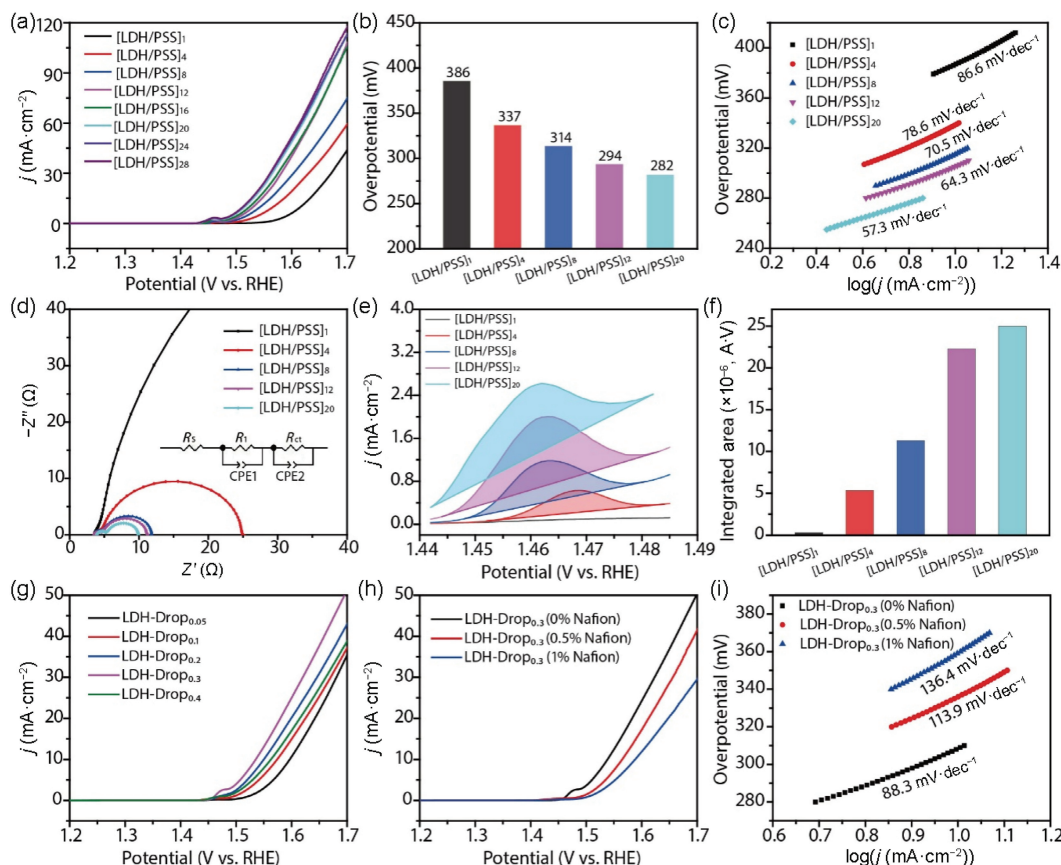 (a)
[LDH/PSS]₁
[LDH/PSS]₄
[LDH/PSS]₈
[LDH/PSS]₁₂
[LDH/PSS]₁₆
[LDH/PSS]₂₀
[LDH/PSS]₂₄
[LDH/PSS]₂₈
j (mA·cm⁻²)
120
90
60
30
0
1.2 1.3 1.4 1.5 1.6 1.7
Potential (V vs. RHE)
(b)
Overpotential (mV)
450
400
350
300
250
200
386
337
314
294
282
[LDH/PSS]₁ [LDH/PSS]₄ [LDH/PSS]₈ [LDH/PSS]₁₂ [LDH/PSS]₂₀
(c)
[LDH/PSS]₁
[LDH/PSS]₄
[LDH/PSS]₈
[LDH/PSS]₁₂
[LDH/PSS]₂₀
86.6 mV·dec⁻¹
78.6 mV·dec⁻¹
70.5 mV·dec⁻¹
64.3 mV·dec⁻¹
57.3 mV·dec⁻¹
Overpotential (mV)
400
360
320
280
240
0.2 0.4 0.6 0.8 1.0 1.2 1.4
log(j (mA·cm⁻²))
(d)
[LDH/PSS]₁
[LDH/PSS]₄
[LDH/PSS]₈
[LDH/PSS]₁₂
[LDH/PSS]₂₀
Rs R₁ Rct
CPE1 CPE2
−Z″ (Ω)
40
30
20
10
0
0 10 20 30 40
Z′ (Ω)
(e)
[LDH/PSS]₁
[LDH/PSS]₄
[LDH/PSS]₈
[LDH/PSS]₁₂
[LDH/PSS]₂₀
j (mA·cm⁻²)
3.6
3.0
2.4
1.8
1.2
0.6
0.0
1.44 1.45 1.46 1.47 1.48 1.49
Potential (V vs. RHE)
(f)
Integrated area (×10⁻⁶, A·V)
25
20
15
10
5
0
[LDH/PSS]₁ [LDH/PSS]₄ [LDH/PSS]₈ [LDH/PSS]₁₂ [LDH/PSS]₂₀
(g)
LDH-Drop₀.₀₅
LDH-Drop₀.₁
LDH-Drop₀.₂
LDH-Drop₀.₃
LDH-Drop₀.₄
j (mA·cm⁻²)
50
40
30
20
10
0
1.2 1.3 1.4 1.5 1.6 1.7
Potential (V vs. RHE)
(h)
LDH-Drop₀.₃ (0% Nafion)
LDH-Drop₀.₃ (0.5% Nafion)
LDH-Drop₀.₃ (1% Nafion)
j (mA·cm⁻²)
50
40
30
20
10
0
1.2 1.3 1.4 1.5 1.6 1.7
Potential (V vs. RHE)
(i)
LDH-Drop₀.₃ (0% Nafion)
LDH-Drop₀.₃ (0.5% Nafion)
LDH-Drop₀.₃ (1% Nafion)
136.4 mV·dec⁻¹
113.9 mV·dec⁻¹
88.3 mV·dec⁻¹
Overpotential (mV)
400
370
340
310
280
0.6 0.7 0.8 0.9 1.0 1.1 1.2
log(j (mA·cm⁻²))